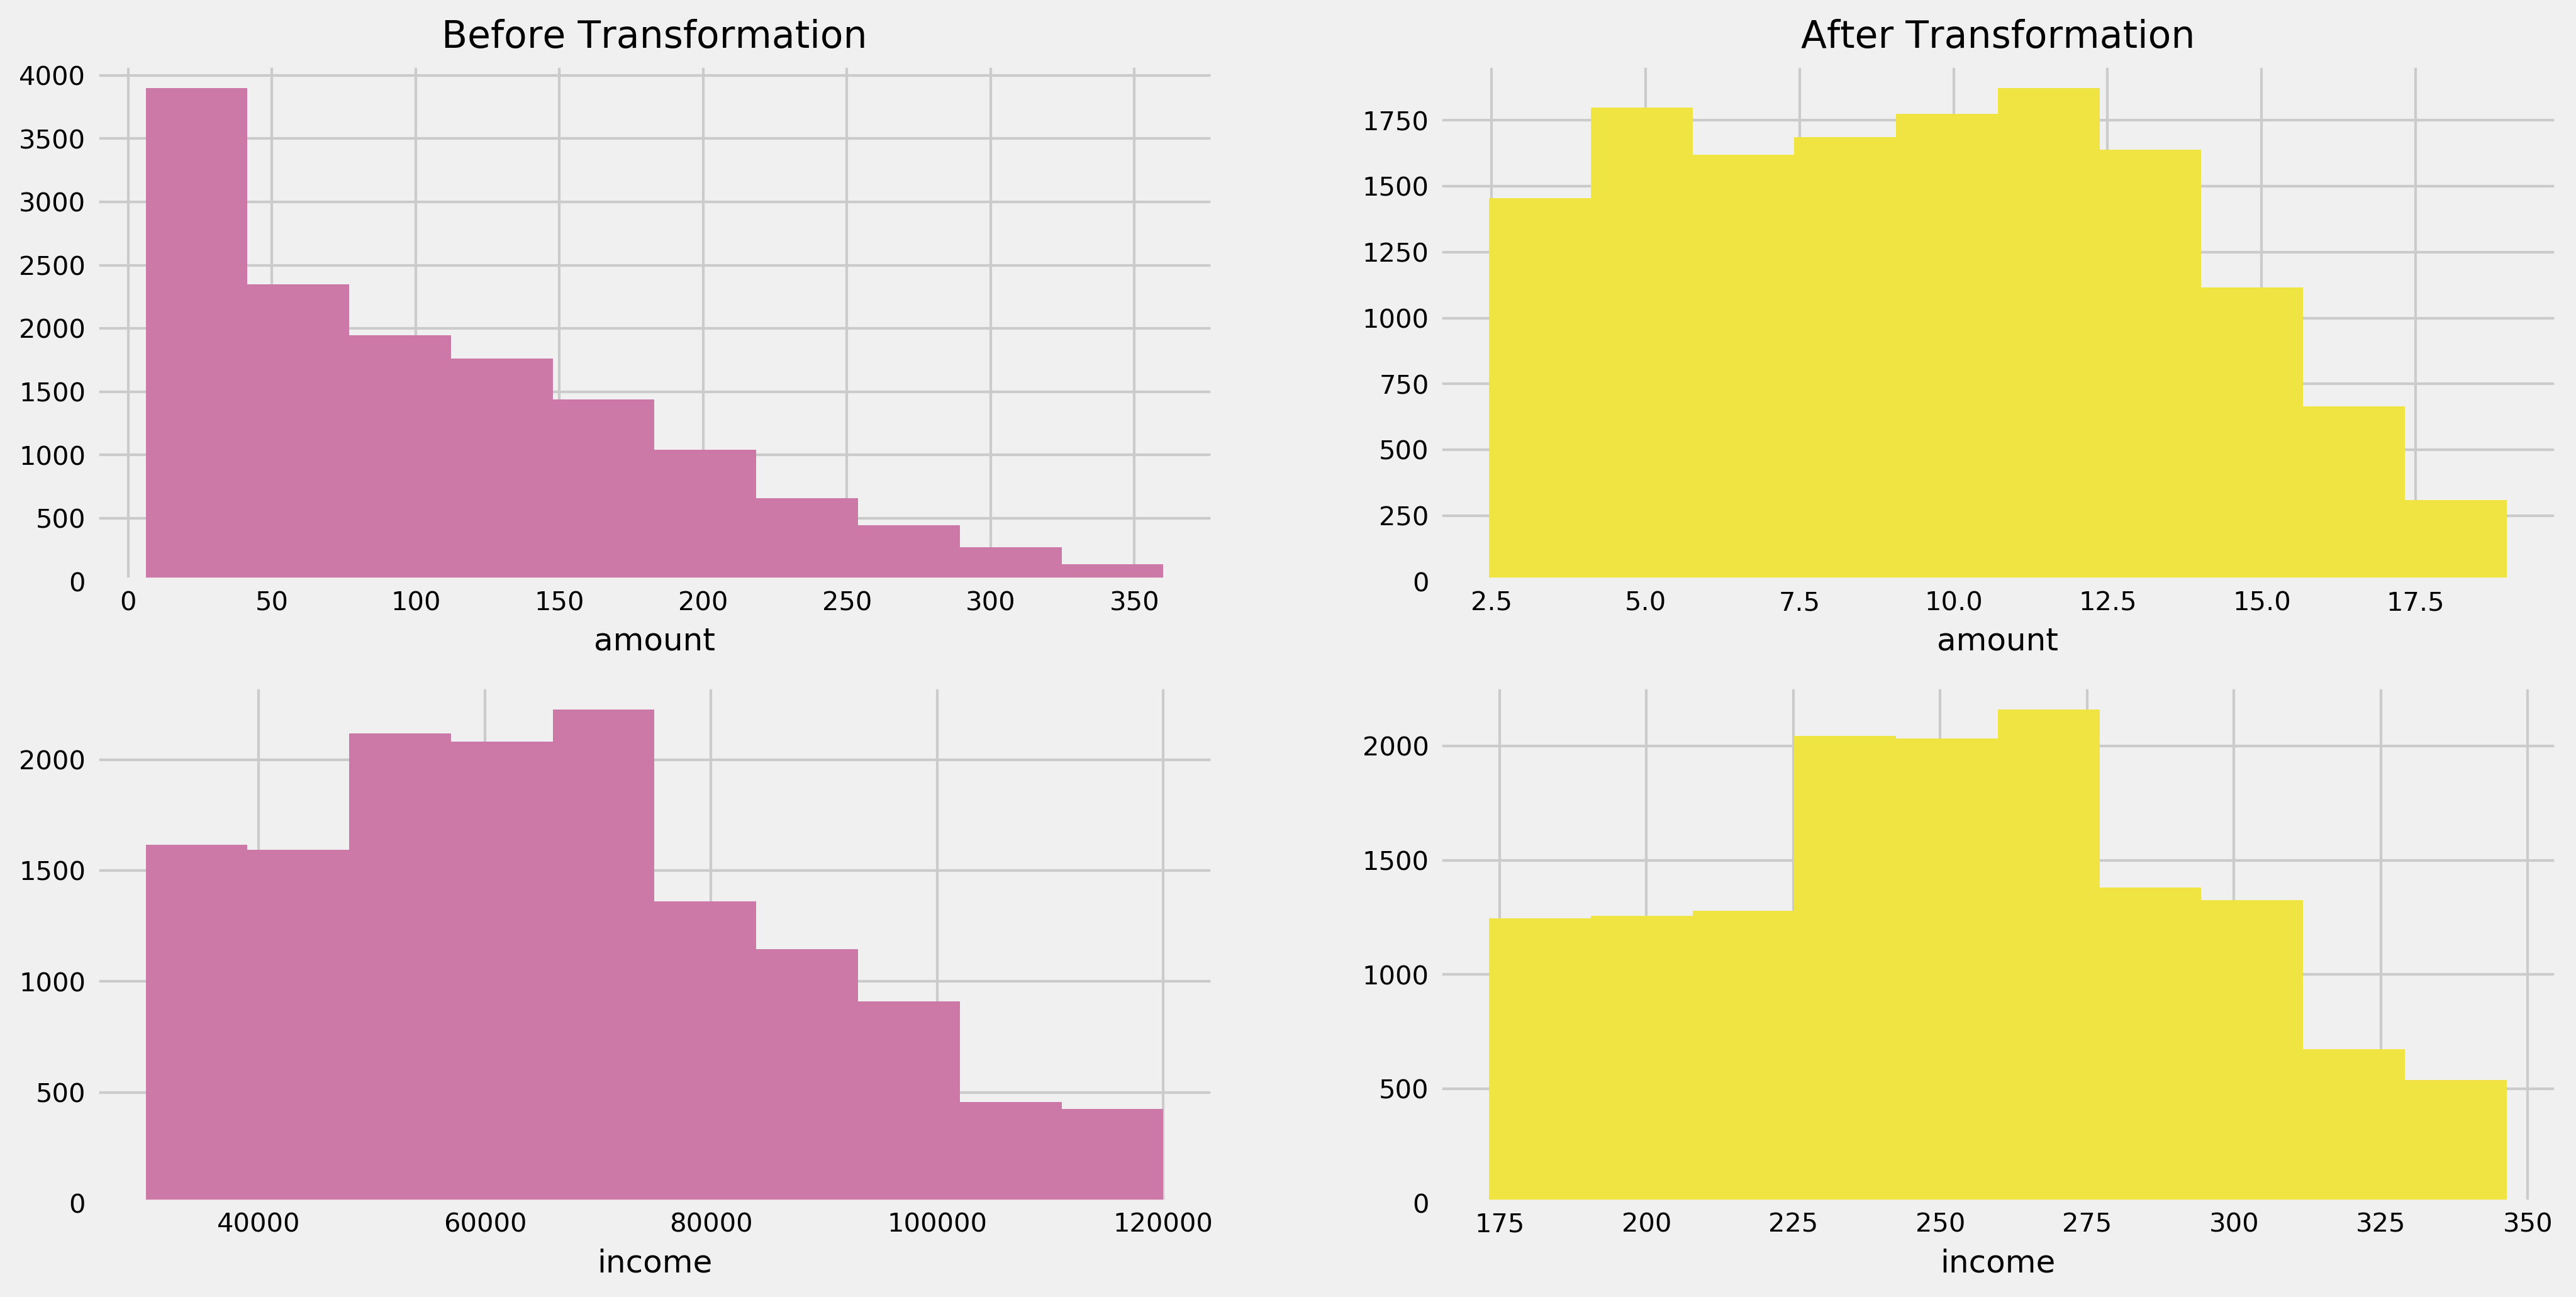 Before Transformation
After Transformation
4000
3500
3000
2500
2000
1500
1000
500
0
0 50 100 150 200 250 300 350
amount
1750
1500
1250
1000
750
500
250
0
2.5 5.0 7.5 10.0 12.5 15.0 17.5
amount
2000
1500
1000
500
0
40000 60000 80000 100000 120000
income
2000
1500
1000
500
0
175 200 225 250 275 300 325 350
income